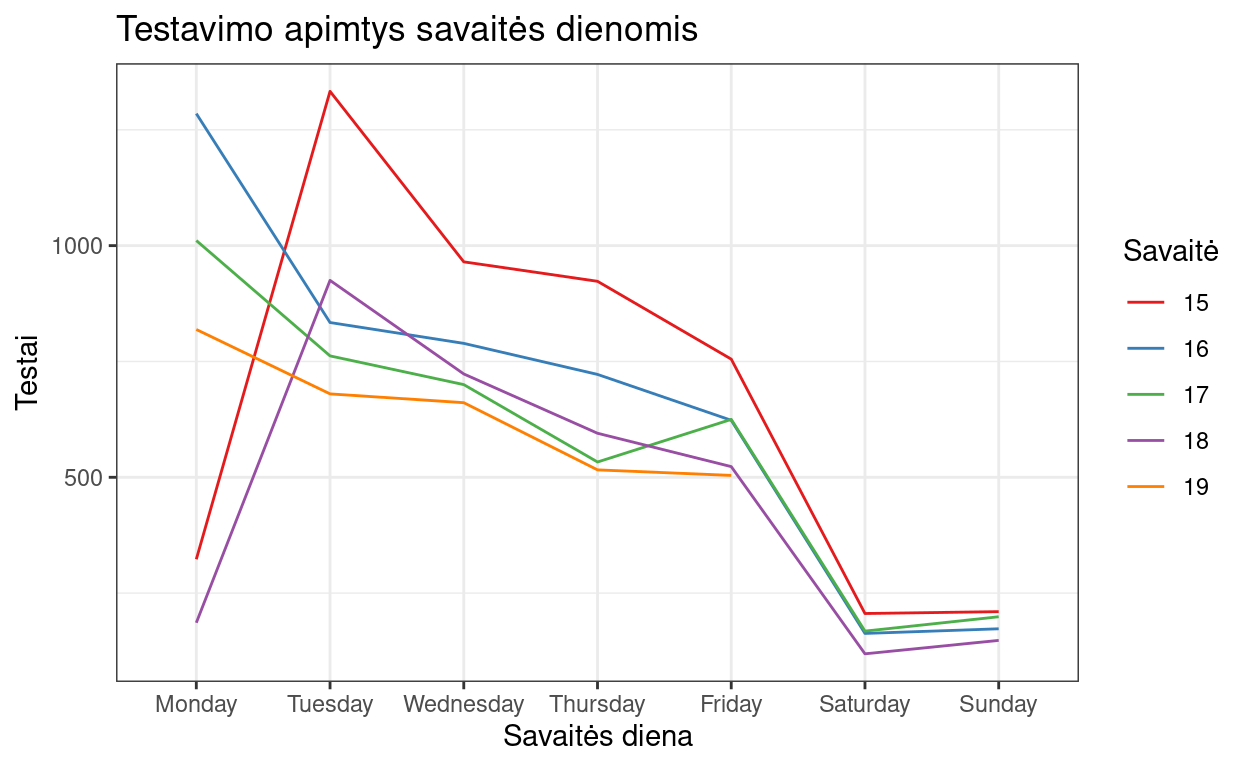 Testavimo apimtys savaitės dienomis
Testai
1000
500
Monday Tuesday Wednesday Thursday Friday Saturday Sunday
Savaitės diena
Savaitė
15
16
17
18
19